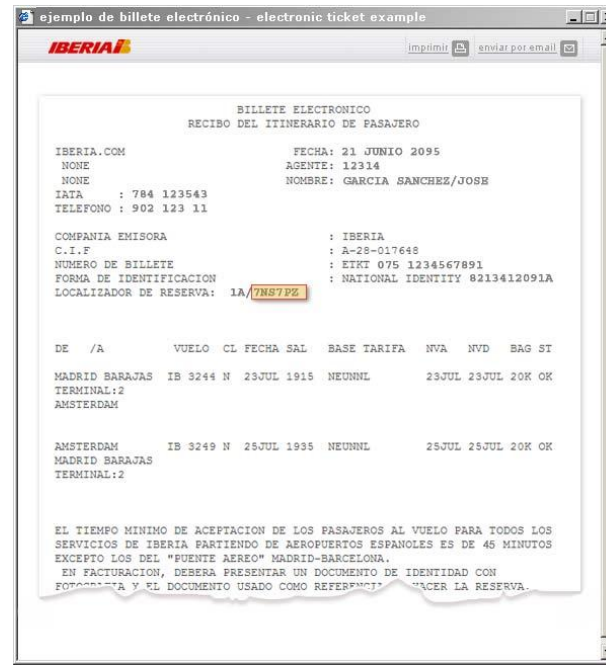 ejemplo de billete electrónico - electronic ticket example
IBERIA
imprimir enviar por email
BILLETE ELECTRONICO
RECIBO DEL ITINERARIO DE PASAJERO
IBERIA.COM FECHA: 21 JUNIO 2095
NONE AGENTE: 12314
NONE NOMBRE: GARCIA SANCHEZ/JOSE
IATA : 784 123543
TELEFONO : 902 123 11
COMPANIA EMISORA : IBERIA
C.I.F : A-28-017648
NUMERO DE BILLETE : ETKT 075 1234567891
FORMA DE IDENTIFICACION : NATIONAL IDENTITY 8213412091A
LOCALIZADOR DE RESERVA: 1A/7NS7PZ
DE /A VUELO CL FECHA SAL BASE TARIFA NVA NVD BAG ST
MADRID BARAJAS IB 3244 N 23JUL 1915 NEUNNL 23JUL 23JUL 20K OK
TERMINAL:2
AMSTERDAM
AMSTERDAM IB 3249 N 25JUL 1935 NEUNNL 25JUL 25JUL 20K OK
MADRID BARAJAS
TERMINAL:2
EL TIEMPO MINIMO DE ACEPTACION DE LOS PASAJEROS AL VUELO PARA TODOS LOS
SERVICIOS DE IBERIA PARTIENDO DE AEROPUERTOS ESPANOLES ES DE 45 MINUTOS
EXCEPTO LOS DEL "PUENTE AEREO" MADRID-BARCELONA.
EN FACTURACION, DEBERA PRESENTAR UN DOCUMENTO DE IDENTIDAD CON
Y EL DOCUMENTO USADO COMO LA RESERVA.